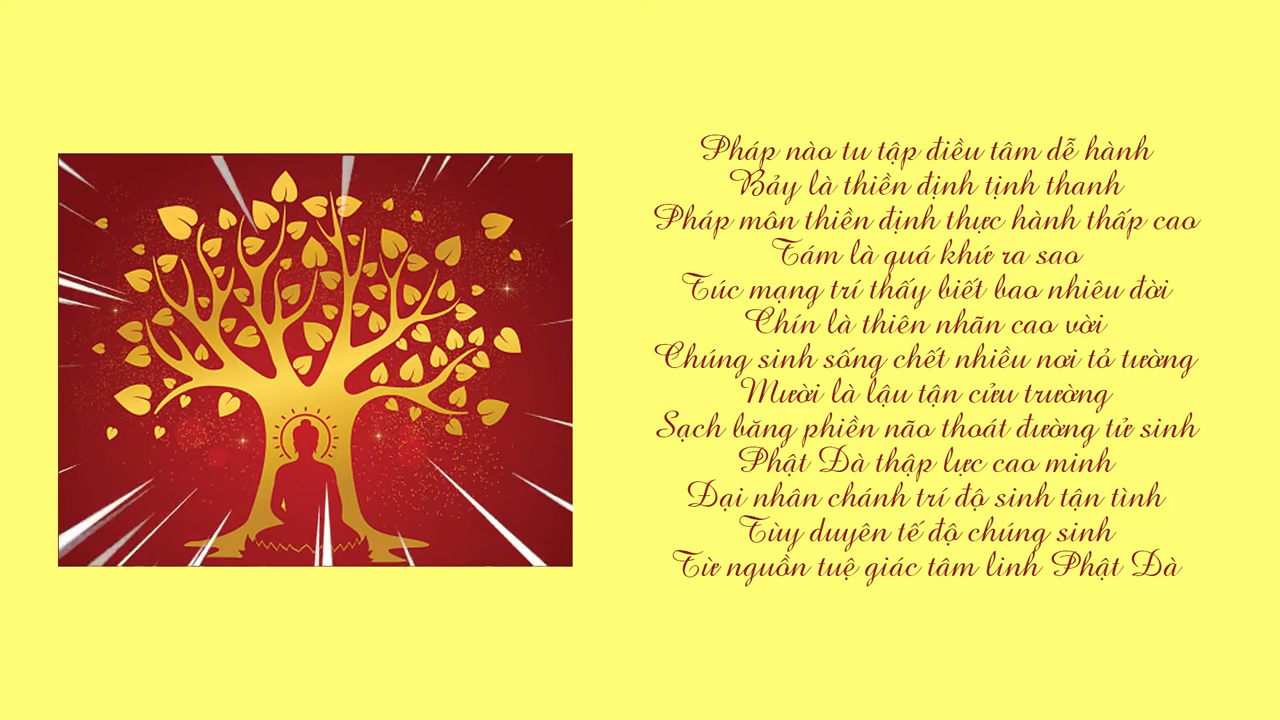 Pháp nào tu tập điều tâm dễ hành
Bảy là thiền định tịnh thanh
Pháp môn thiền định thực hành thấp cao
Tám là quá khứ ra sao
Túc mạng trí thấy biết bao nhiêu đời
Chín là thiên nhãn cao vời
Chúng sinh sống chết nhiều nơi tỏ tường
Mười là lậu tận cửu trường
Sạch băng phiền não thoát đường tử sinh
Phật Đà thập lực cao minh
Đại nhân chánh trí độ sinh tận tình
Tùy duyên tế độ chúng sinh
Từ nguồn tuệ giác tâm linh Phật Đà